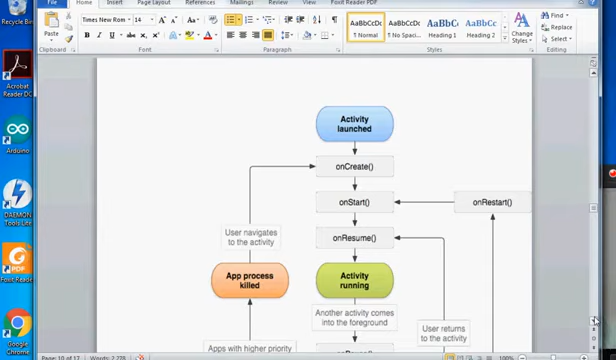 Home
Insert
Page Layout
References
Mailings
Review
View
Foxit Reader PDF
Times New Rom
14
Paste
AaBbCcDc
AaBbCcDc
AaBbC
AaBbCc
¶ Normal
¶ No Spaci...
Heading 1
Heading 2
Change
Styles
Find
Replace
Select
Clipboard
Font
Paragraph
Styles
Editing
Recycle Bin
Acrobat
Reader DC
Arduino
DAEMON
Tools Lite
Foxit Reader
Google
Chrome
Activity
launched
onCreate()
onStart()
onRestart()
User navigates
to the activity
onResume()
App process
killed
Activity
running
Another activity comes
into the foreground
User returns
to the activity
Apps with higher priority
Page: 10 of 17
Words: 2,278
100%